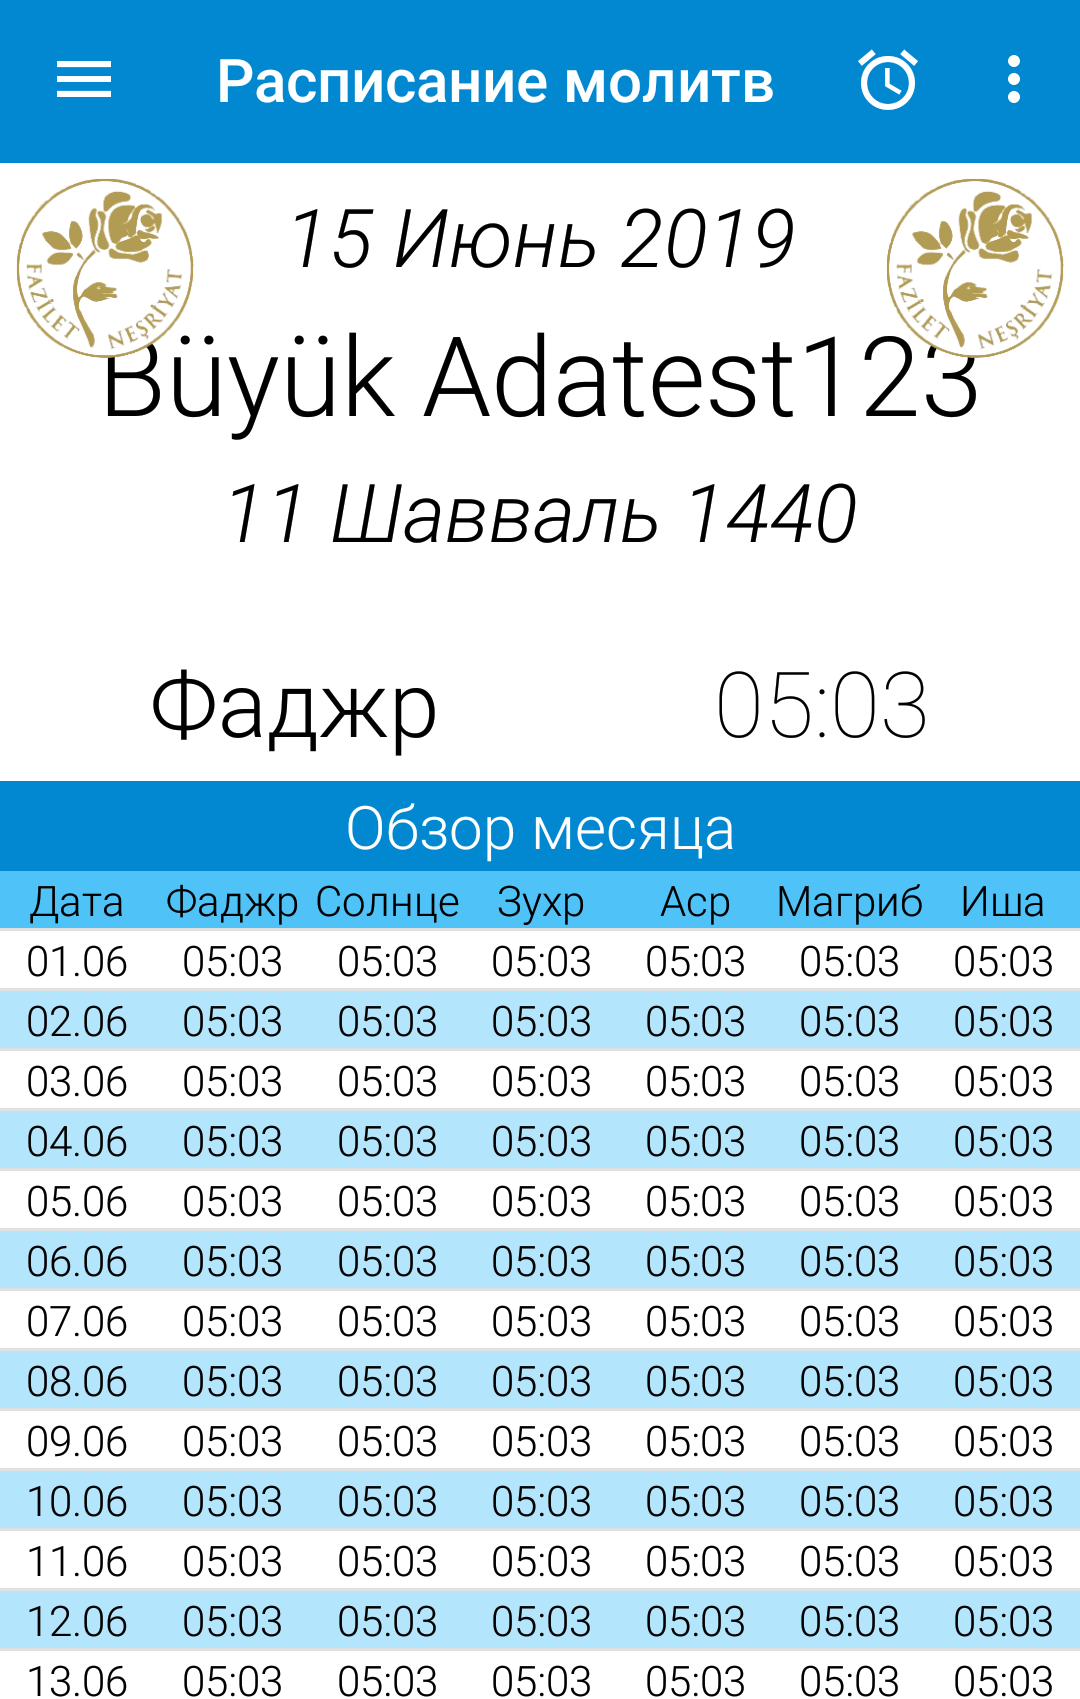 Расписание молитв
15 Июнь 2019
FAZİLET NEŞRİYAT
FAZİLET NEŞRİYAT
Büyük Adatest123
11 Шавваль 1440
Фаджр 05:03
Обзор месяца
Дата Фаджр Солнце Зухр Аср Магриб Иша
01.06 05:03 05:03 05:03 05:03 05:03 05:03
02.06 05:03 05:03 05:03 05:03 05:03 05:03
03.06 05:03 05:03 05:03 05:03 05:03 05:03
04.06 05:03 05:03 05:03 05:03 05:03 05:03
05.06 05:03 05:03 05:03 05:03 05:03 05:03
06.06 05:03 05:03 05:03 05:03 05:03 05:03
07.06 05:03 05:03 05:03 05:03 05:03 05:03
08.06 05:03 05:03 05:03 05:03 05:03 05:03
09.06 05:03 05:03 05:03 05:03 05:03 05:03
10.06 05:03 05:03 05:03 05:03 05:03 05:03
11.06 05:03 05:03 05:03 05:03 05:03 05:03
12.06 05:03 05:03 05:03 05:03 05:03 05:03
13.06 05:03 05:03 05:03 05:03 05:03 05:03